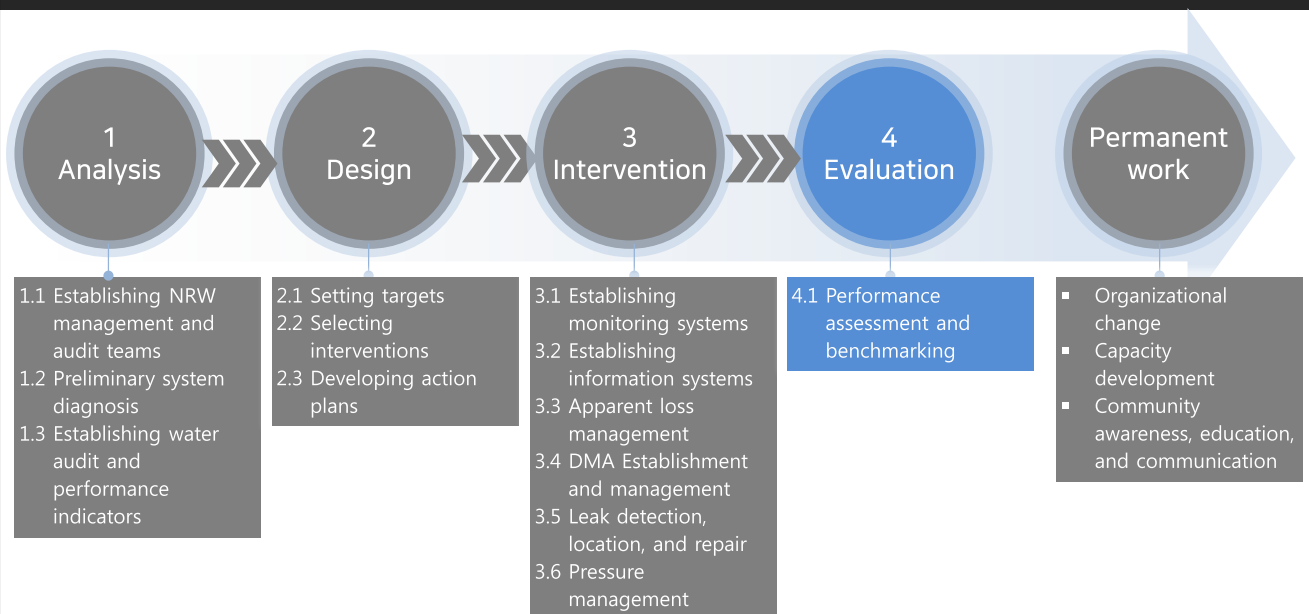 1
Analysis
2
Design
3
Intervention
4
Evaluation
Permanent
work
1.1 Establishing NRW
management and
audit teams
1.2 Preliminary system
diagnosis
1.3 Establishing water
audit and
performance
indicators
2.1 Setting targets
2.2 Selecting
interventions
2.3 Developing action
plans
3.1 Establishing
monitoring systems
3.2 Establishing
information systems
3.3 Apparent loss
management
3.4 DMA Establishment
and management
3.5 Leak detection,
location, and repair
3.6 Pressure
management
4.1 Performance
assessment and
benchmarking
▪ Organizational
change
▪ Capacity
development
▪ Community
awareness, education,
and communication